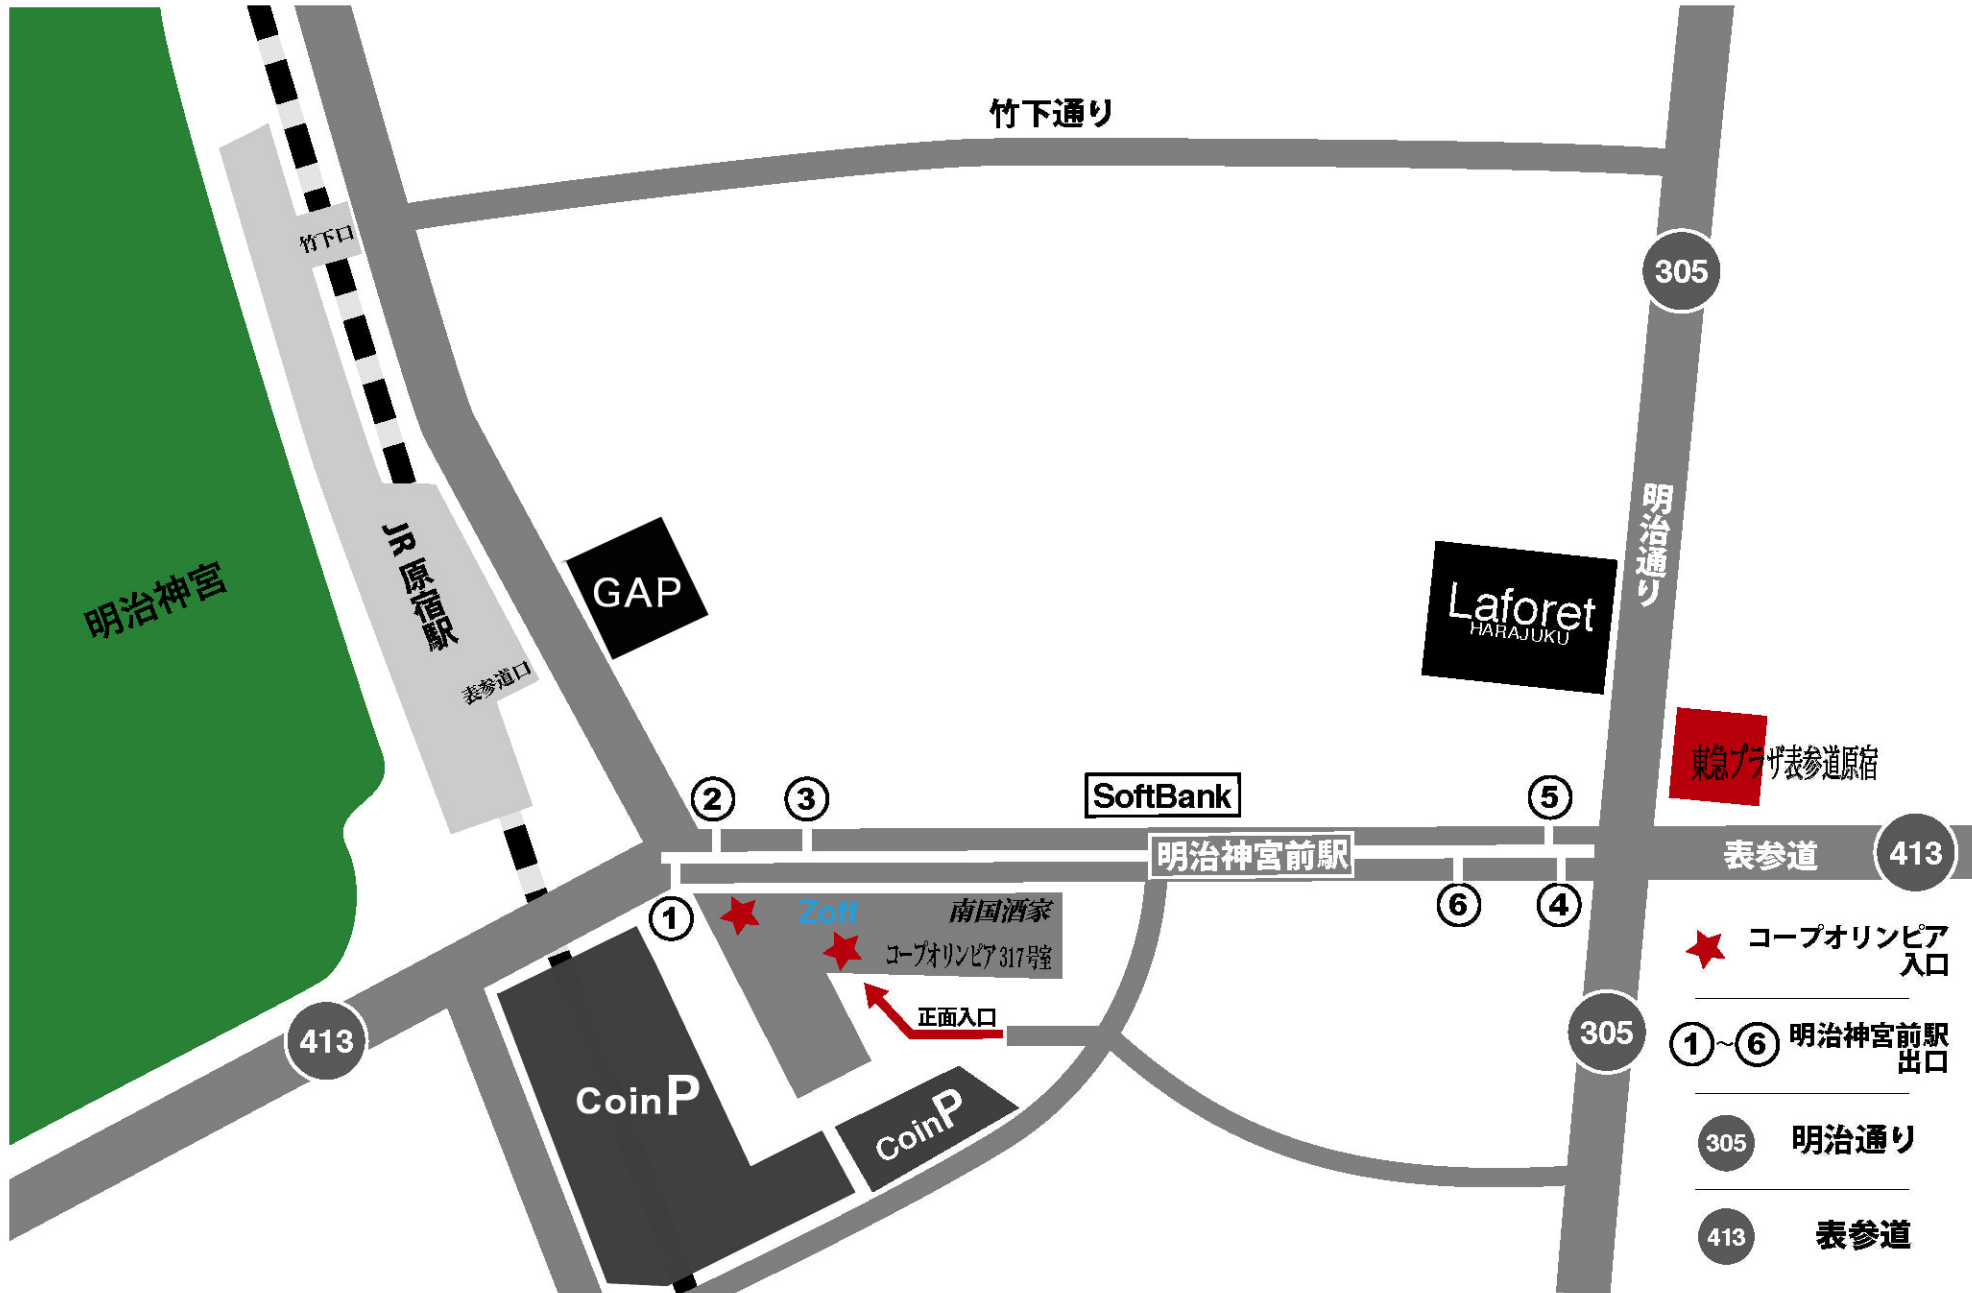 竹下通り
竹下口
305
明治通り
GAP
Laforet
HARAJUKU
JR 原宿駅
明治神宮
表参道口
東急プラザ表参道原宿
SoftBank
②
③
⑤
明治神宮前駅
表参道
413
①
⑥
④
Zoff
南国酒家
コープオリンピア 317号室
正面入口
413
305
CoinP
CoinP
コープオリンピア
入口
①~⑥ 明治神宮前駅
出口
305 明治通り
413 表参道